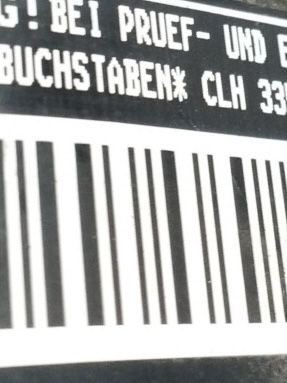 G! BEI PRUEF- UND E
BUCHSTABEN* CLH 33